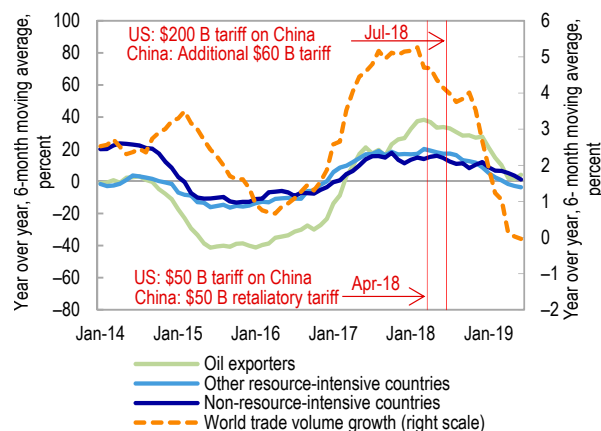 Year over year, 6-month moving average,
percent
100
80
60
40
20
0
−20
−40
−60
−80
US: $200 B tariff on China
China: Additional $60 B tariff
Jul-18
US: $50 B tariff on China
China: $50 B retaliatory tariff
Apr-18
6
5
4
3
2
1
0
−1
−2
Year over year, 6- month moving average,
percent
Jan-14
Jan-15
Jan-16
Jan-17
Jan-18
Jan-19
Oil exporters
Other resource-intensive countries
Non-resource-intensive countries
World trade volume growth (right scale)